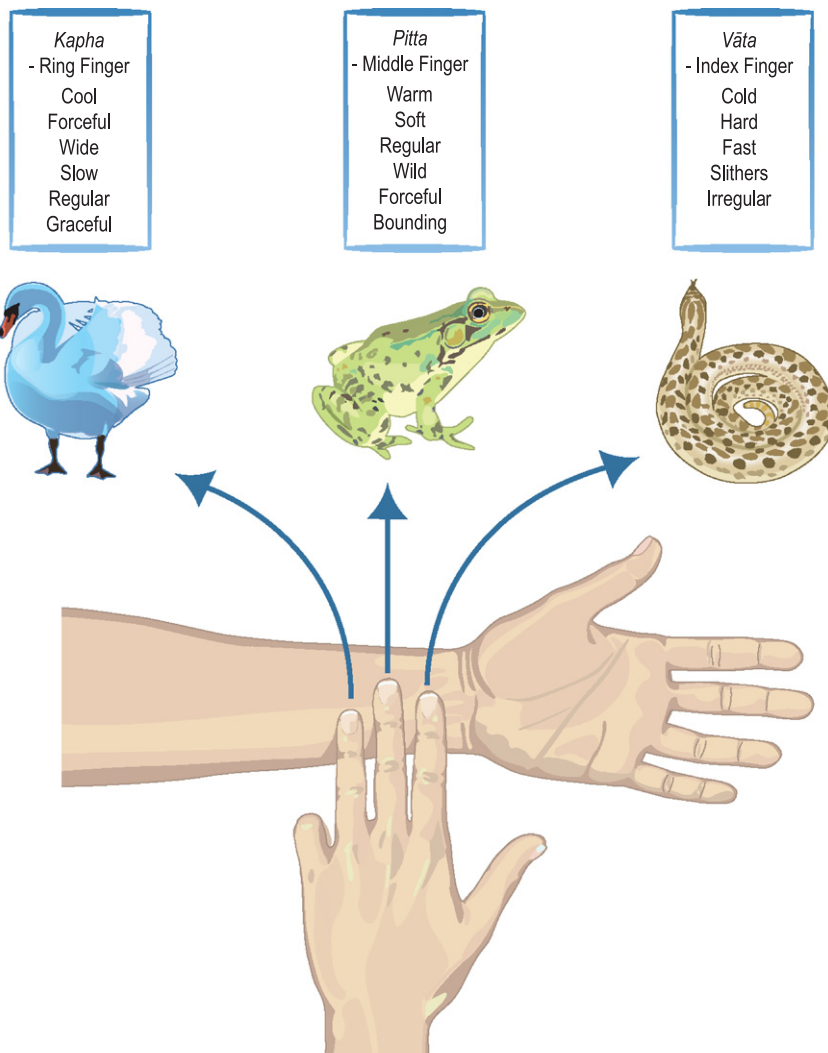 Kapha
- Ring Finger
Cool
Forceful
Wide
Slow
Regular
Graceful
Pitta
- Middle Finger
Warm
Soft
Regular
Wild
Forceful
Bounding
Vāta
- Index Finger
Cold
Hard
Fast
Slithers
Irregular